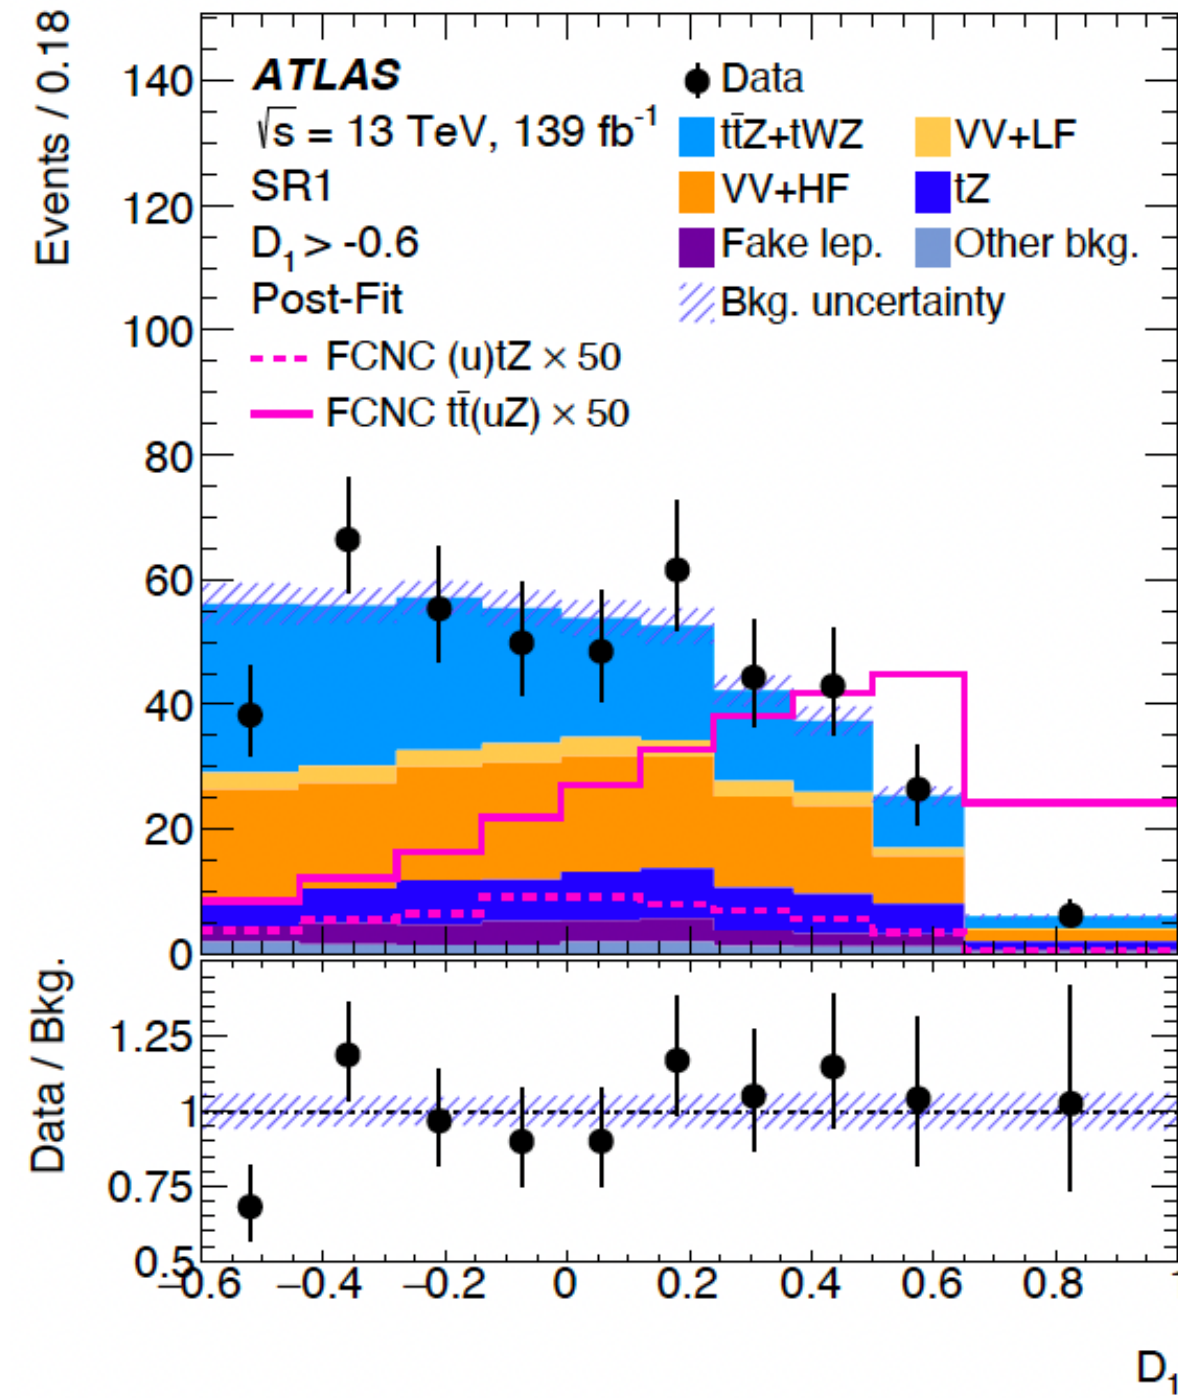 Events / 0.18
140
120
100
80
60
40
20
0
ATLAS
√s = 13 TeV, 139 fb⁻¹
SR1
D₁ > -0.6
Post-Fit
FCNC (u)tZ × 50
FCNC tt̄(uZ) × 50
Data
tt̄Z+tWZ
VV+LF
VV+HF
tZ
Fake lep.
Other bkg.
Bkg. uncertainty
Data / Bkg.
1.25
1
0.75
0.5
−0.6 −0.4 −0.2 0 0.2 0.4 0.6 0.8
D₁